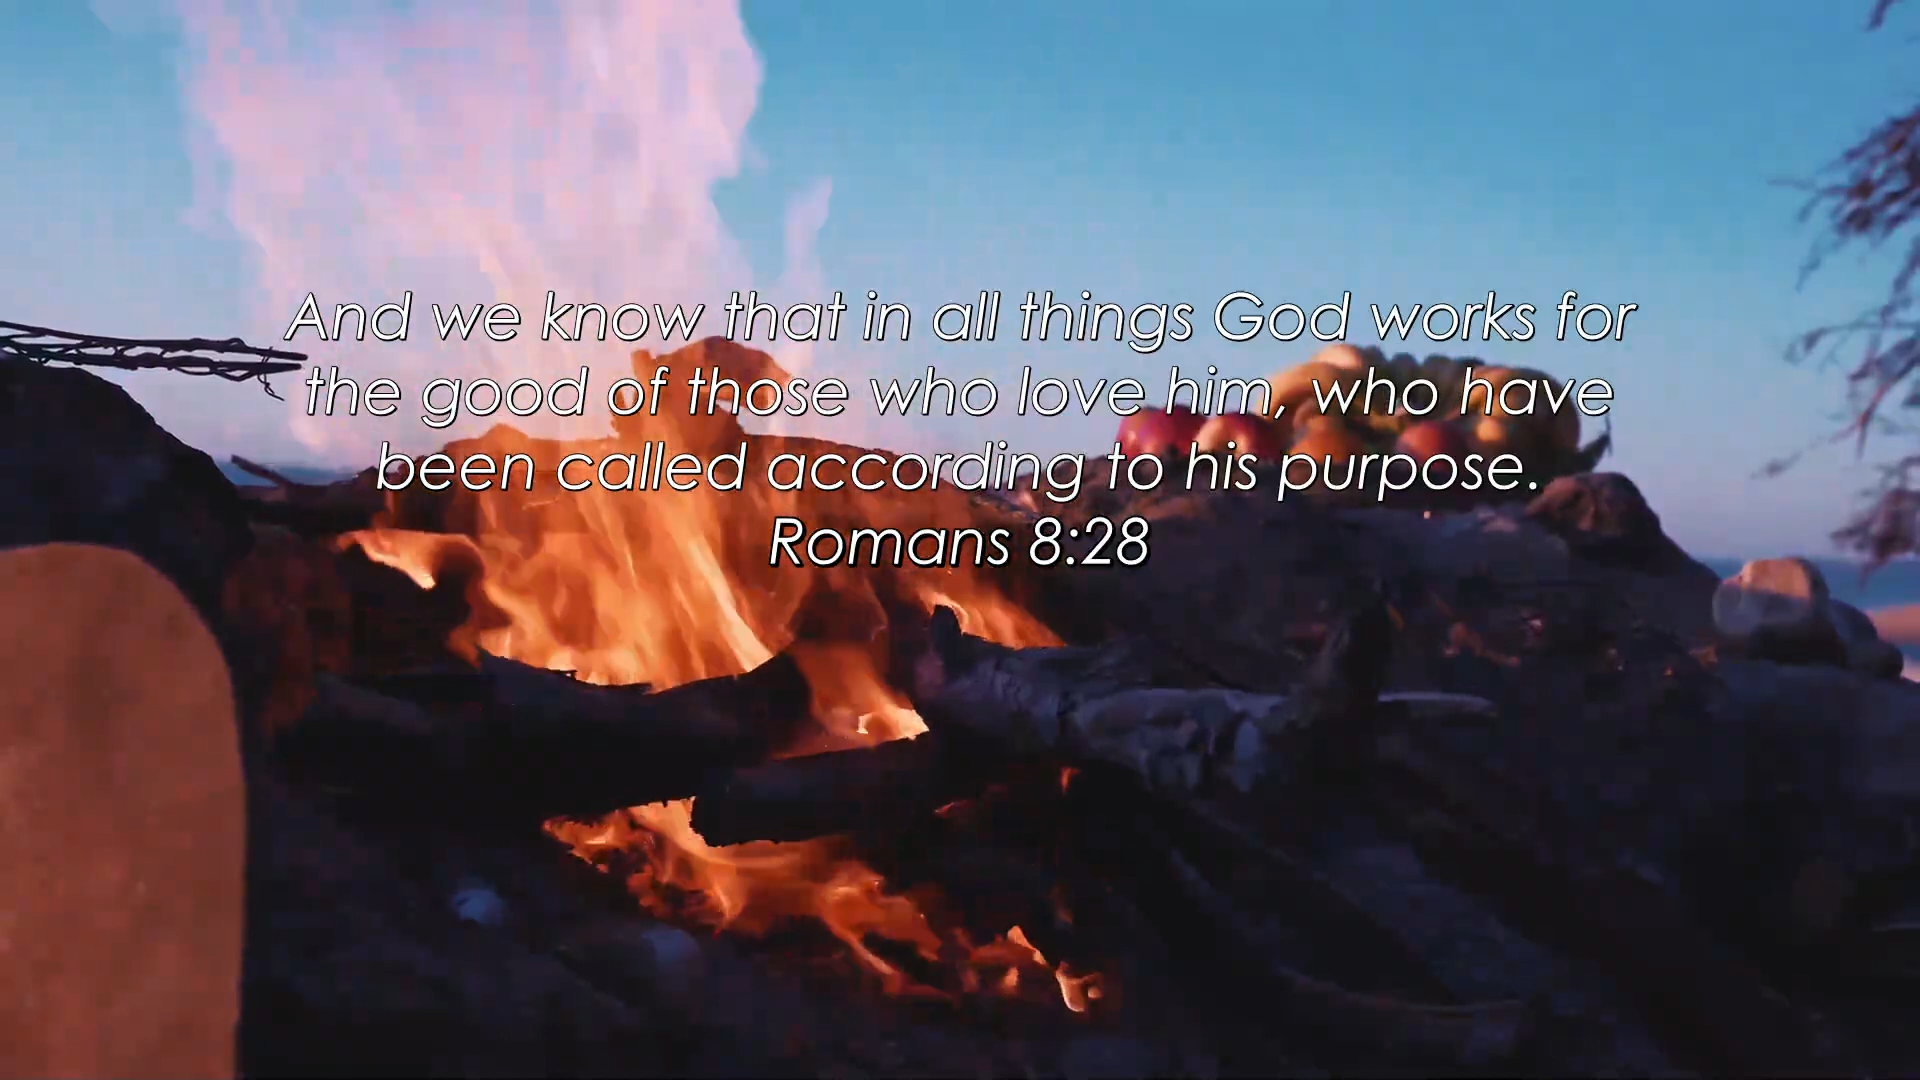 And we know that in all things God works for
the good of those who love him, who have
been called according to his purpose.
Romans 8:28